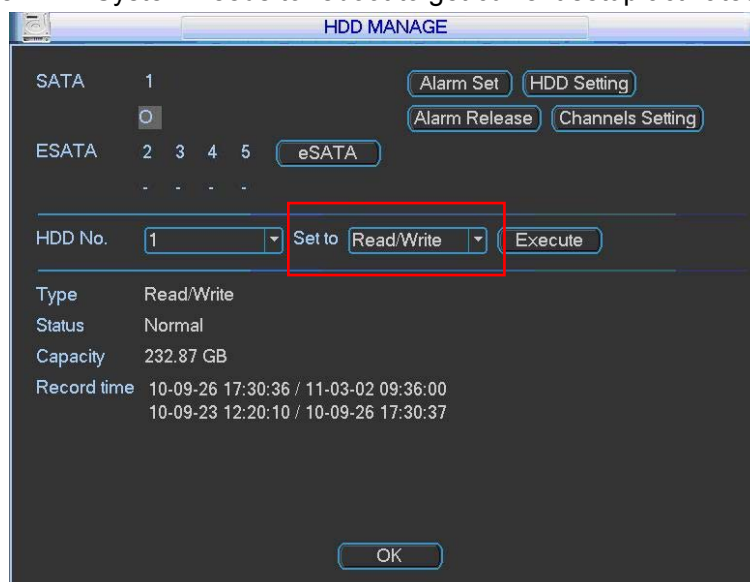 HDD MANAGE
SATA 1 Alarm Set HDD Setting
O Alarm Release Channels Setting
ESATA 2 3 4 5 eSATA
- - - -
HDD No. 1 Set to Read/Write Execute
Type Read/Write
Status Normal
Capacity 232.87 GB
Record time 10-09-26 17:30:36 / 11-03-02 09:36:00
10-09-23 12:20:10 / 10-09-26 17:30:37
OK